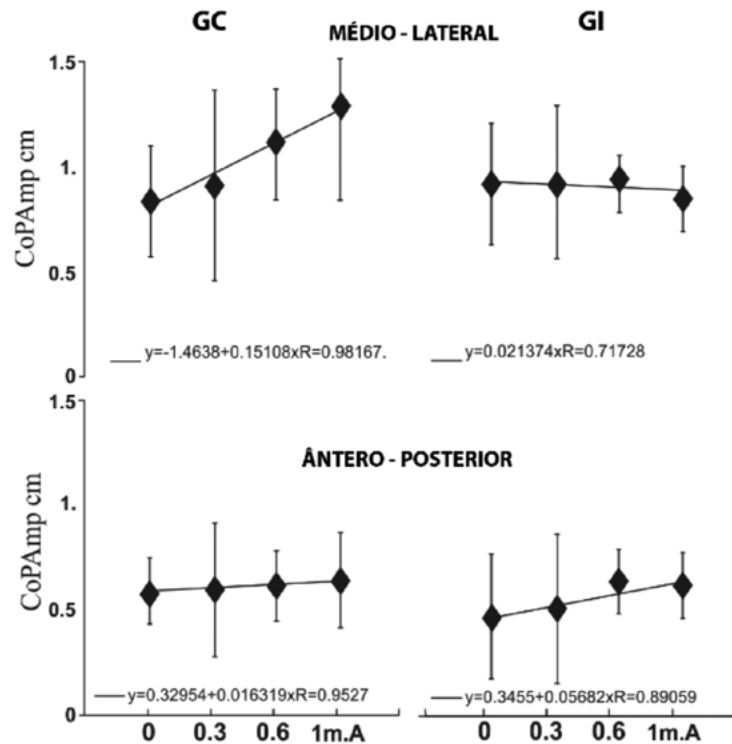 GC
MÉDIO - LATERAL
GI
1.5
1.
0.5
0
CoPAmp cm
y=-1.4638+0.15108xR=0.98167.
y=0.021374xR=0.71728
1.5
1.
0.5
0
CoPAmp cm
ÂNTERO - POSTERIOR
y=0.32954+0.016319xR=0.9527
y=0.3455+0.05682xR=0.89059
0 0.3 0.6 1m.A
0 0.3 0.6 1m.A